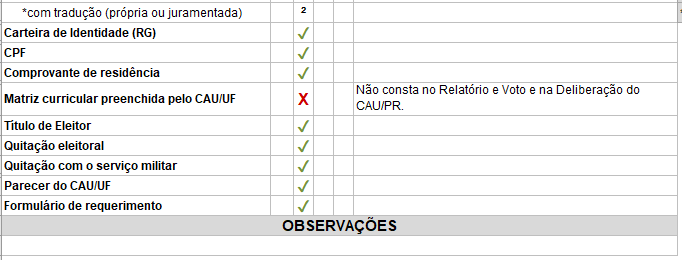 *com tradução (própria ou juramentada) 2
Carteira de Identidade (RG) ✓
CPF ✓
Comprovante de residência ✓
Matriz curricular preenchida pelo CAU/UF X Não consta no Relatório e Voto e na Deliberação do
CAU/PR.
Título de Eleitor ✓
Quitação eleitoral ✓
Quitação com o serviço militar ✓
Parecer do CAU/UF ✓
Formulário de requerimento ✓
OBSERVAÇÕES